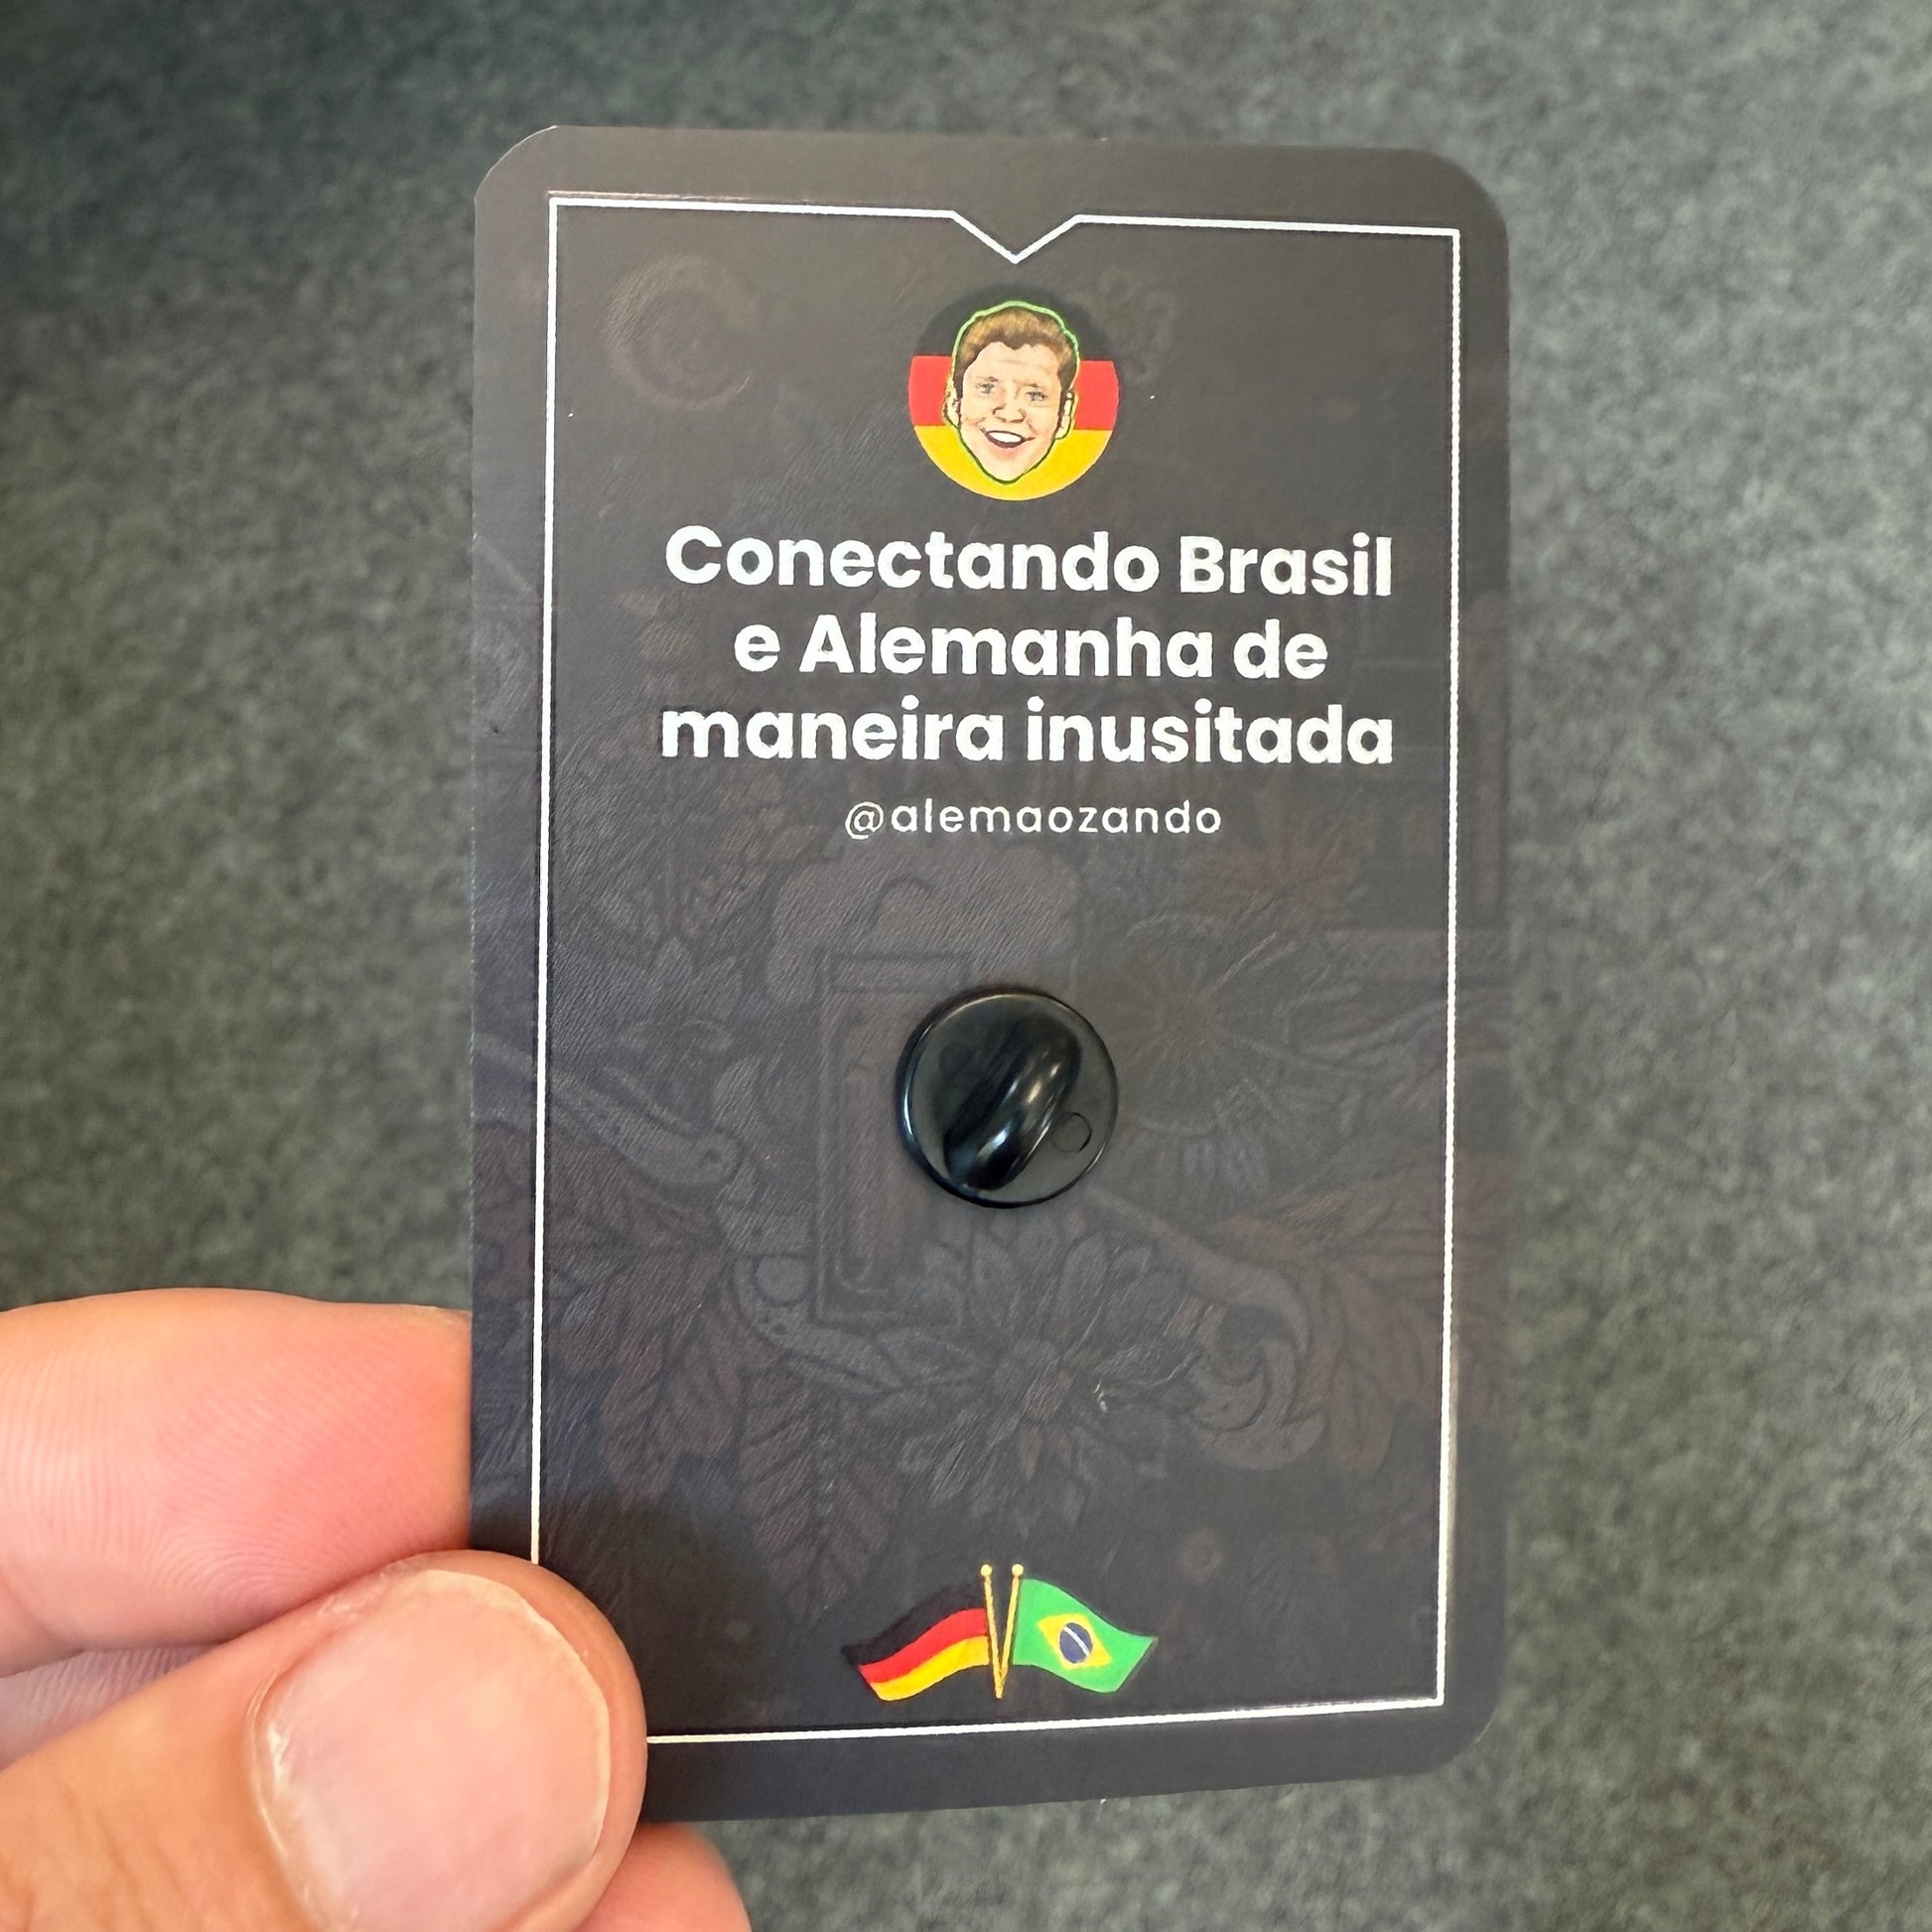 Conectando Brasil
e Alemanha de
maneira inusitada
@alemaozando